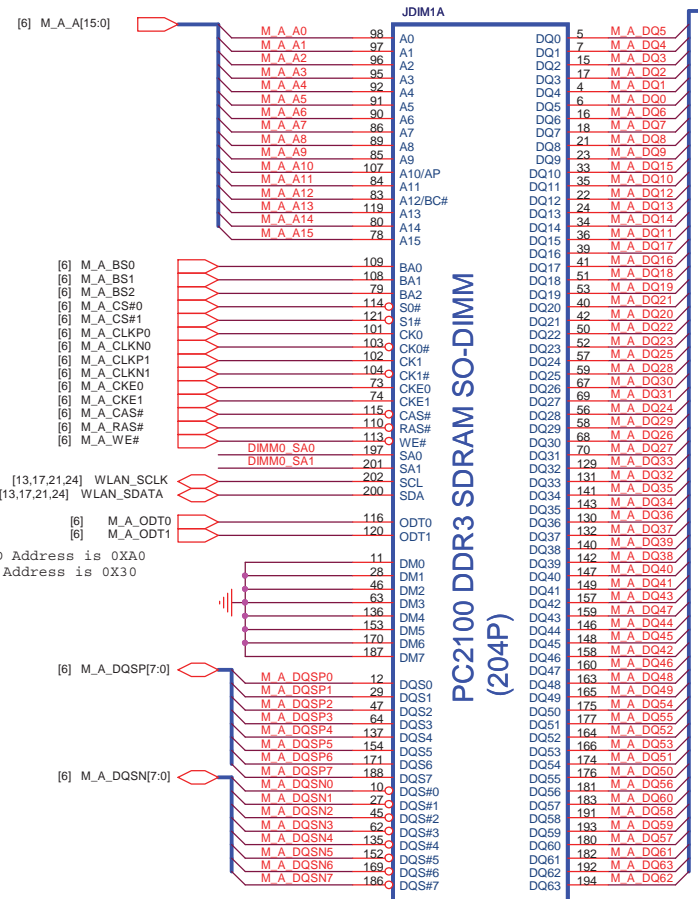 JDIM1A
[6] M_A_A[15:0]
M_A_A0 98 A0
M_A_A1 97 A1
M_A_A2 96 A2
M_A_A3 95 A3
M_A_A4 92 A4
M_A_A5 91 A5
M_A_A6 90 A6
M_A_A7 86 A7
M_A_A8 89 A8
M_A_A9 85 A9
M_A_A10 107 A10/AP
M_A_A11 84 A11
M_A_A12 83 A12/BC#
M_A_A13 119 A13
M_A_A14 80 A14
M_A_A15 78 A15
[6] M_A_BS0 109 BA0
[6] M_A_BS1 108 BA1
[6] M_A_BS2 79 BA2
[6] M_A_CS#0 114 S0#
[6] M_A_CS#1 121 S1#
[6] M_A_CLKP0 101 CK0
[6] M_A_CLKN0 103 CK0#
[6] M_A_CLKP1 102 CK1
[6] M_A_CLKN1 104 CK1#
[6] M_A_CKE0 73 CKE0
[6] M_A_CKE1 74 CKE1
[6] M_A_CAS# 115 CAS#
[6] M_A_RAS# 110 RAS#
[6] M_A_WE# 113 WE#
DIMM0_SA0 197 SA0
DIMM0_SA1 201 SA1
[13,17,21,24] WLAN_SCLK 202 SCL
[13,17,21,24] WLAN_SDATA 200 SDA
[6] M_A_ODT0 116 ODT0
[6] M_A_ODT1 120 ODT1
Address is 0XA0
Address is 0X30
11 DM0
28 DM1
46 DM2
63 DM3
136 DM4
153 DM5
170 DM6
187 DM7
[6] M_A_DQSP[7:0]
M_A_DQSP0 12 DQS0
M_A_DQSP1 29 DQS1
M_A_DQSP2 47 DQS2
M_A_DQSP3 64 DQS3
M_A_DQSP4 137 DQS4
M_A_DQSP5 154 DQS5
M_A_DQSP6 171 DQS6
M_A_DQSP7 188 DQS7
[6] M_A_DQSN[7:0]
M_A_DQSN0 10 DQS#0
M_A_DQSN1 27 DQS#1
M_A_DQSN2 45 DQS#2
M_A_DQSN3 62 DQS#3
M_A_DQSN4 135 DQS#4
M_A_DQSN5 152 DQS#5
M_A_DQSN6 169 DQS#6
M_A_DQSN7 186 DQS#7
PC2100 DDR3 SDRAM SO-DIMM
(204P)
DQ0 5 M_A_DQ5
DQ1 7 M_A_DQ4
DQ2 15 M_A_DQ3
DQ3 17 M_A_DQ2
DQ4 4 M_A_DQ1
DQ5 6 M_A_DQ0
DQ6 16 M_A_DQ6
DQ7 18 M_A_DQ7
DQ8 21 M_A_DQ8
DQ9 23 M_A_DQ9
DQ10 33 M_A_DQ15
DQ11 35 M_A_DQ10
DQ12 22 M_A_DQ12
DQ13 24 M_A_DQ13
DQ14 34 M_A_DQ14
DQ15 36 M_A_DQ11
DQ16 39 M_A_DQ17
DQ17 41 M_A_DQ16
DQ18 51 M_A_DQ18
DQ19 53 M_A_DQ19
DQ20 40 M_A_DQ21
DQ21 42 M_A_DQ20
DQ22 50 M_A_DQ22
DQ23 52 M_A_DQ23
DQ24 57 M_A_DQ25
DQ25 59 M_A_DQ28
DQ26 67 M_A_DQ30
DQ27 69 M_A_DQ31
DQ28 56 M_A_DQ24
DQ29 58 M_A_DQ29
DQ30 68 M_A_DQ26
DQ31 70 M_A_DQ27
DQ32 129 M_A_DQ33
DQ33 131 M_A_DQ32
DQ34 141 M_A_DQ35
DQ35 143 M_A_DQ34
DQ36 130 M_A_DQ36
DQ37 132 M_A_DQ37
DQ38 140 M_A_DQ39
DQ39 142 M_A_DQ38
DQ40 147 M_A_DQ40
DQ41 149 M_A_DQ41
DQ42 157 M_A_DQ43
DQ43 159 M_A_DQ47
DQ44 146 M_A_DQ44
DQ45 148 M_A_DQ45
DQ46 158 M_A_DQ42
DQ47 160 M_A_DQ46
DQ48 163 M_A_DQ48
DQ49 165 M_A_DQ49
DQ50 175 M_A_DQ54
DQ51 177 M_A_DQ55
DQ52 164 M_A_DQ52
DQ53 166 M_A_DQ53
DQ54 174 M_A_DQ51
DQ55 176 M_A_DQ50
DQ56 181 M_A_DQ56
DQ57 183 M_A_DQ60
DQ58 191 M_A_DQ58
DQ59 193 M_A_DQ59
DQ60 180 M_A_DQ57
DQ61 182 M_A_DQ61
DQ62 192 M_A_DQ63
DQ63 194 M_A_DQ62